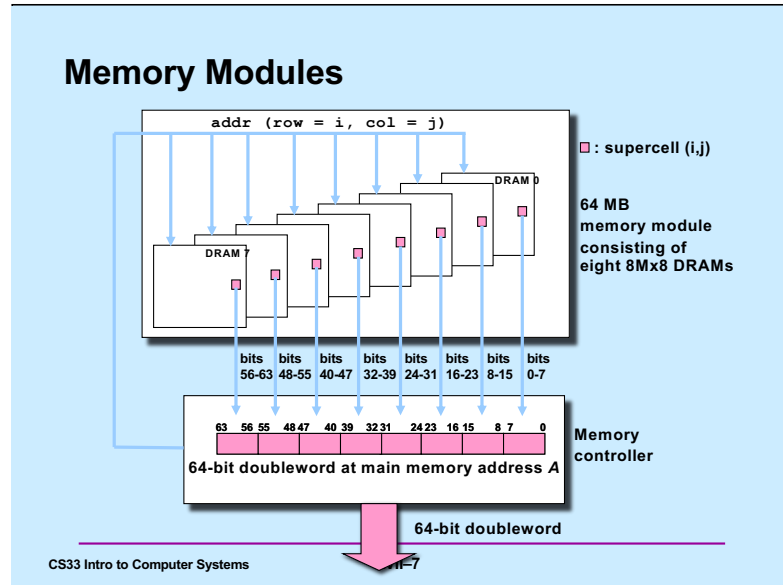 Memory Modules
addr (row = i, col = j)
: supercell (i,j)
DRAM 0
64 MB
memory module
consisting of
eight 8Mx8 DRAMs
DRAM 7
bits bits bits bits bits bits bits bits
56-63 48-55 40-47 32-39 24-31 16-23 8-15 0-7
63 56 55 48 47 40 39 32 31 24 23 16 15 8 7 0
Memory
controller
64-bit doubleword at main memory address A
64-bit doubleword
CS33 Intro to Computer Systems
–7